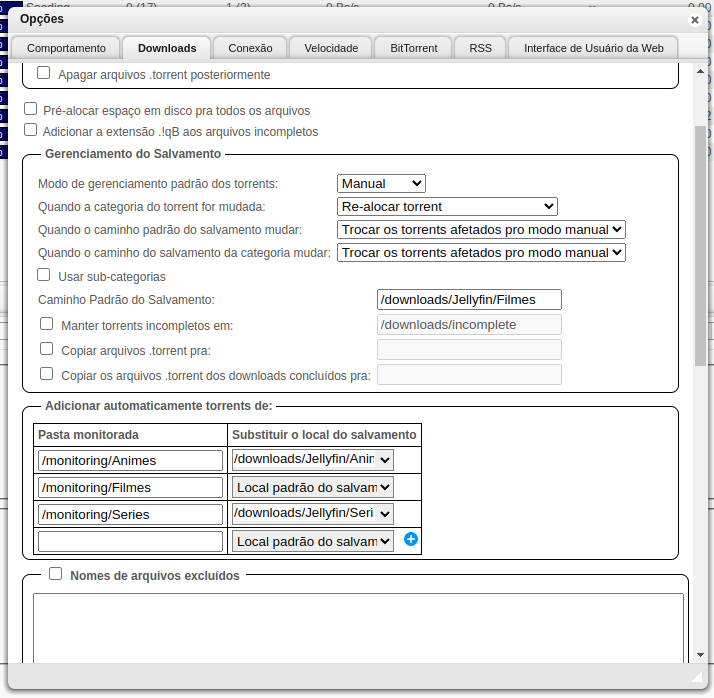 Opções
Comportamento Downloads Conexão Velocidade BitTorrent RSS Interface de Usuário da Web
Apagar arquivos .torrent posteriormente
Pré-alocar espaço em disco pra todos os arquivos
Adicionar a extensão .!qB aos arquivos incompletos
Gerenciamento do Salvamento
Modo de gerenciamento padrão dos torrents: Manual
Quando a categoria do torrent for mudada: Re-alocar torrent
Quando o caminho padrão do salvamento mudar: Trocar os torrents afetados pro modo manual
Quando o caminho do salvamento da categoria mudar: Trocar os torrents afetados pro modo manual
Usar sub-categorias
Caminho Padrão do Salvamento: /downloads/Jellyfin/Filmes
Manter torrents incompletos em: /downloads/incomplete
Copiar arquivos .torrent pra:
Copiar os arquivos .torrent dos downloads concluídos pra:
Adicionar automaticamente torrents de:
Pasta monitorada Substituir o local do salvamento
/monitoring/Animes /downloads/Jellyfin/Anim
/monitoring/Filmes Local padrão do salvam
/monitoring/Series /downloads/Jellyfin/Seri
Local padrão do salvam
Nomes de arquivos excluídos